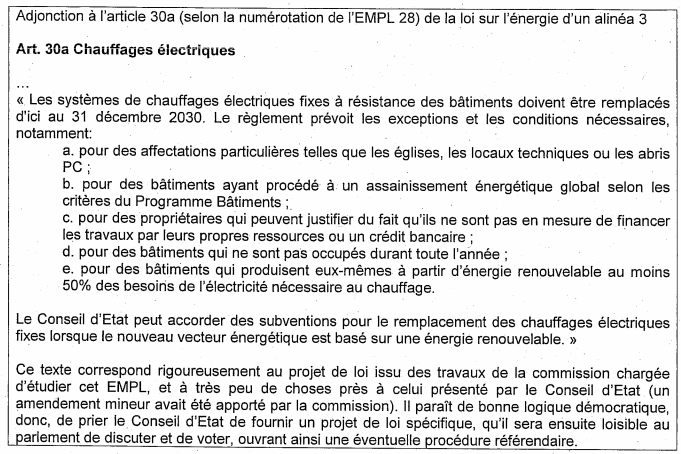 Adjonction à l'article 30a (selon la numérotation de l'EMPL 28) de la loi sur l'énergie d'un alinéa 3
Art. 30a Chauffages électriques
…
« Les systèmes de chauffages électriques fixes à résistance des bâtiments doivent être remplacés
d'ici au 31 décembre 2030. Le règlement prévoit les exceptions et les conditions nécessaires,
notamment:
a. pour des affectations particulières telles que les églises, les locaux techniques ou les abris
PC ;
b. pour des bâtiments ayant procédé à un assainissement énergétique global selon les
critères du Programme Bâtiments ;
c. pour des propriétaires qui peuvent justifier du fait qu'ils ne sont pas en mesure de financer
les travaux par leurs propres ressources ou un crédit bancaire ;
d. pour des bâtiments qui ne sont pas occupés durant toute l'année ;
e. pour des bâtiments qui produisent eux-mêmes à partir d'énergie renouvelable au moins
50% des besoins de l'électricité nécessaire au chauffage.
Le Conseil d'Etat peut accorder des subventions pour le remplacement des chauffages électriques
fixes lorsque le nouveau vecteur énergétique est basé sur une énergie renouvelable. »
Ce texte correspond rigoureusement au projet de loi issu des travaux de la commission chargée
d'étudier cet EMPL, et à très peu de choses près à celui présenté par le Conseil d'Etat (un
amendement mineur avait été apporté par la commission). Il paraît de bonne logique démocratique,
donc, de prier le Conseil d'Etat de fournir un projet de loi spécifique, qu'il sera ensuite loisible au
parlement de discuter et de voter, ouvrant ainsi une éventuelle procédure référendaire.